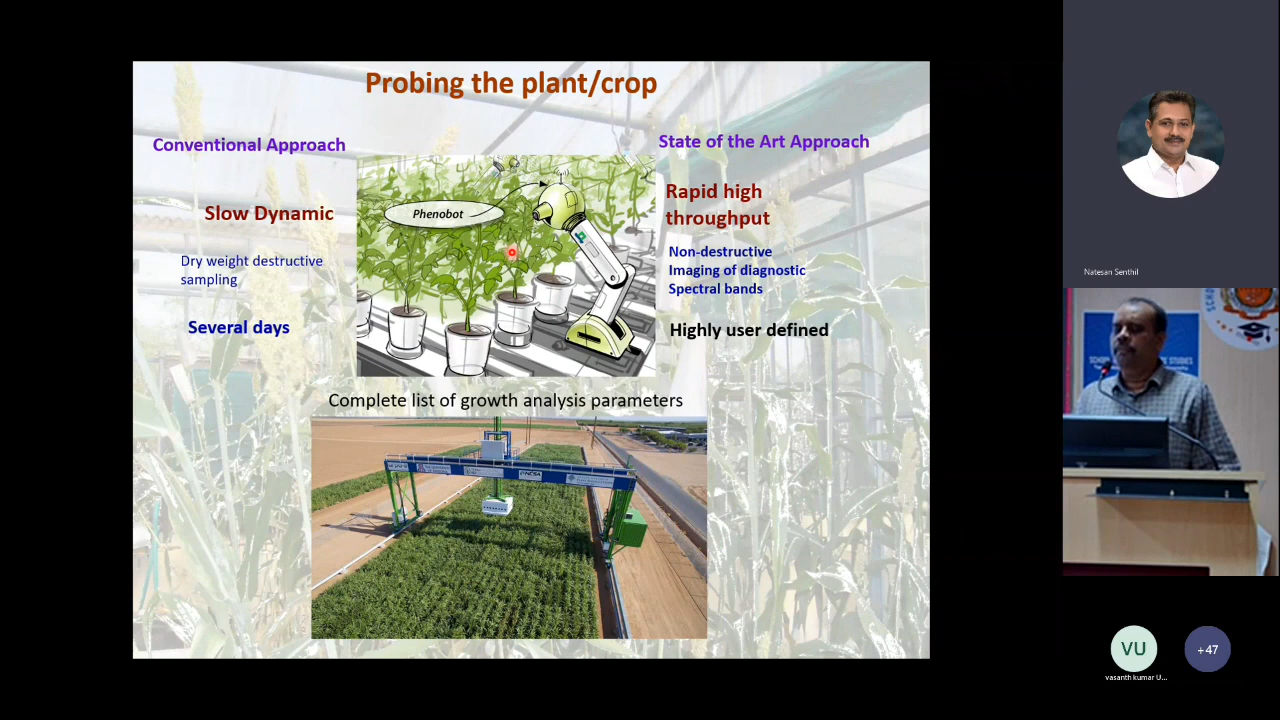 Probing the plant/crop
Conventional Approach
Slow Dynamic
Dry weight destructive
sampling
Several days
Phenobot
State of the Art Approach
Rapid high
throughput
Non-destructive
Imaging of diagnostic
Spectral bands
Highly user defined
Complete list of growth analysis parameters
Natesan Senthil
VU
vasanth kumar U...
+47